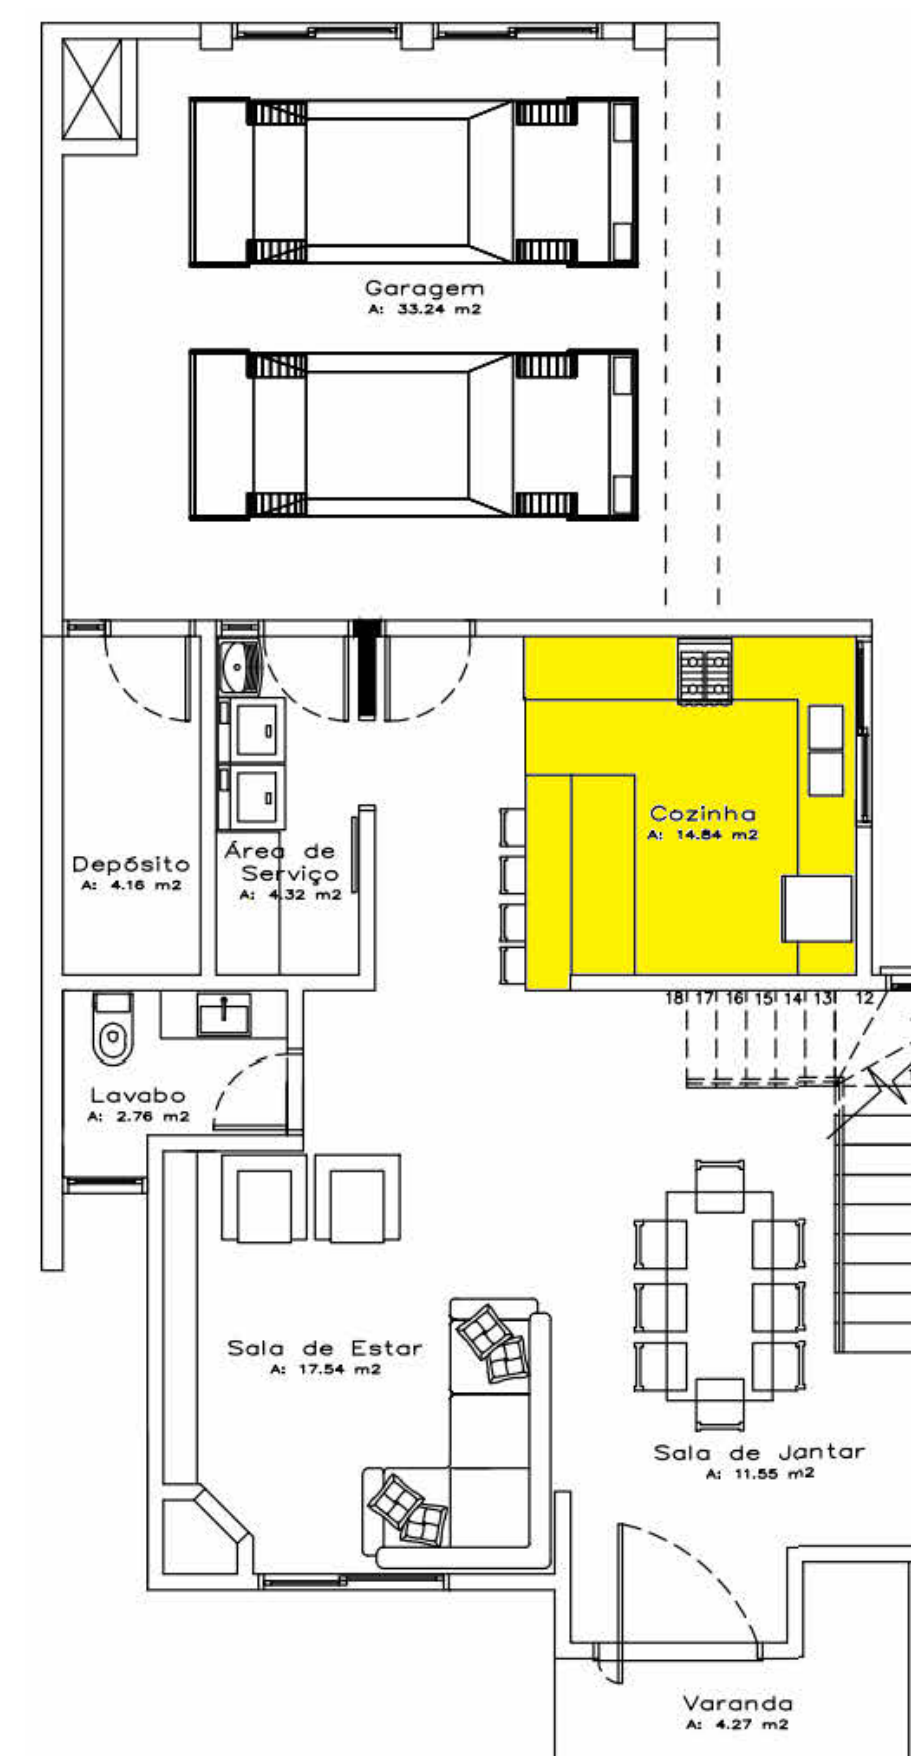 Garagem
A: 33.24 m2
Cozinha
A: 14.84 m2
Depósito
A: 4.16 m2
Área de
Serviço
A: 4.32 m2
18 17 16 15 14 13 12
Lavabo
A: 2.76 m2
Sala de Estar
A: 17.54 m2
Sala de Jantar
A: 11.55 m2
Varanda
A: 4.27 m2